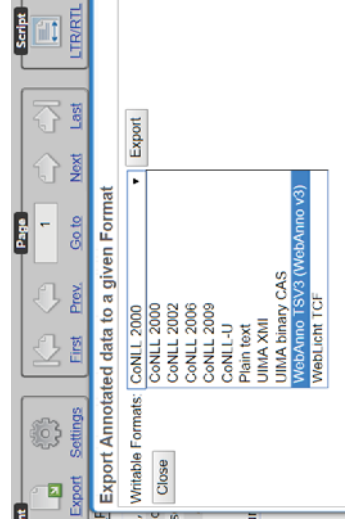 nt
Page
Script
Export
Settings
First
Prev.
1
Go to
Next
Last
LTR/RTL
Export Annotated data to a given Format
Writable Formats: CoNLL 2000
Export
Close
CoNLL 2000
CoNLL 2002
CoNLL 2006
CoNLL 2009
CoNLL-U
Plain text
UIMA XMI
UIMA binary CAS
WebAnno TSV3 (WebAnno v3)
WebLicht TCF